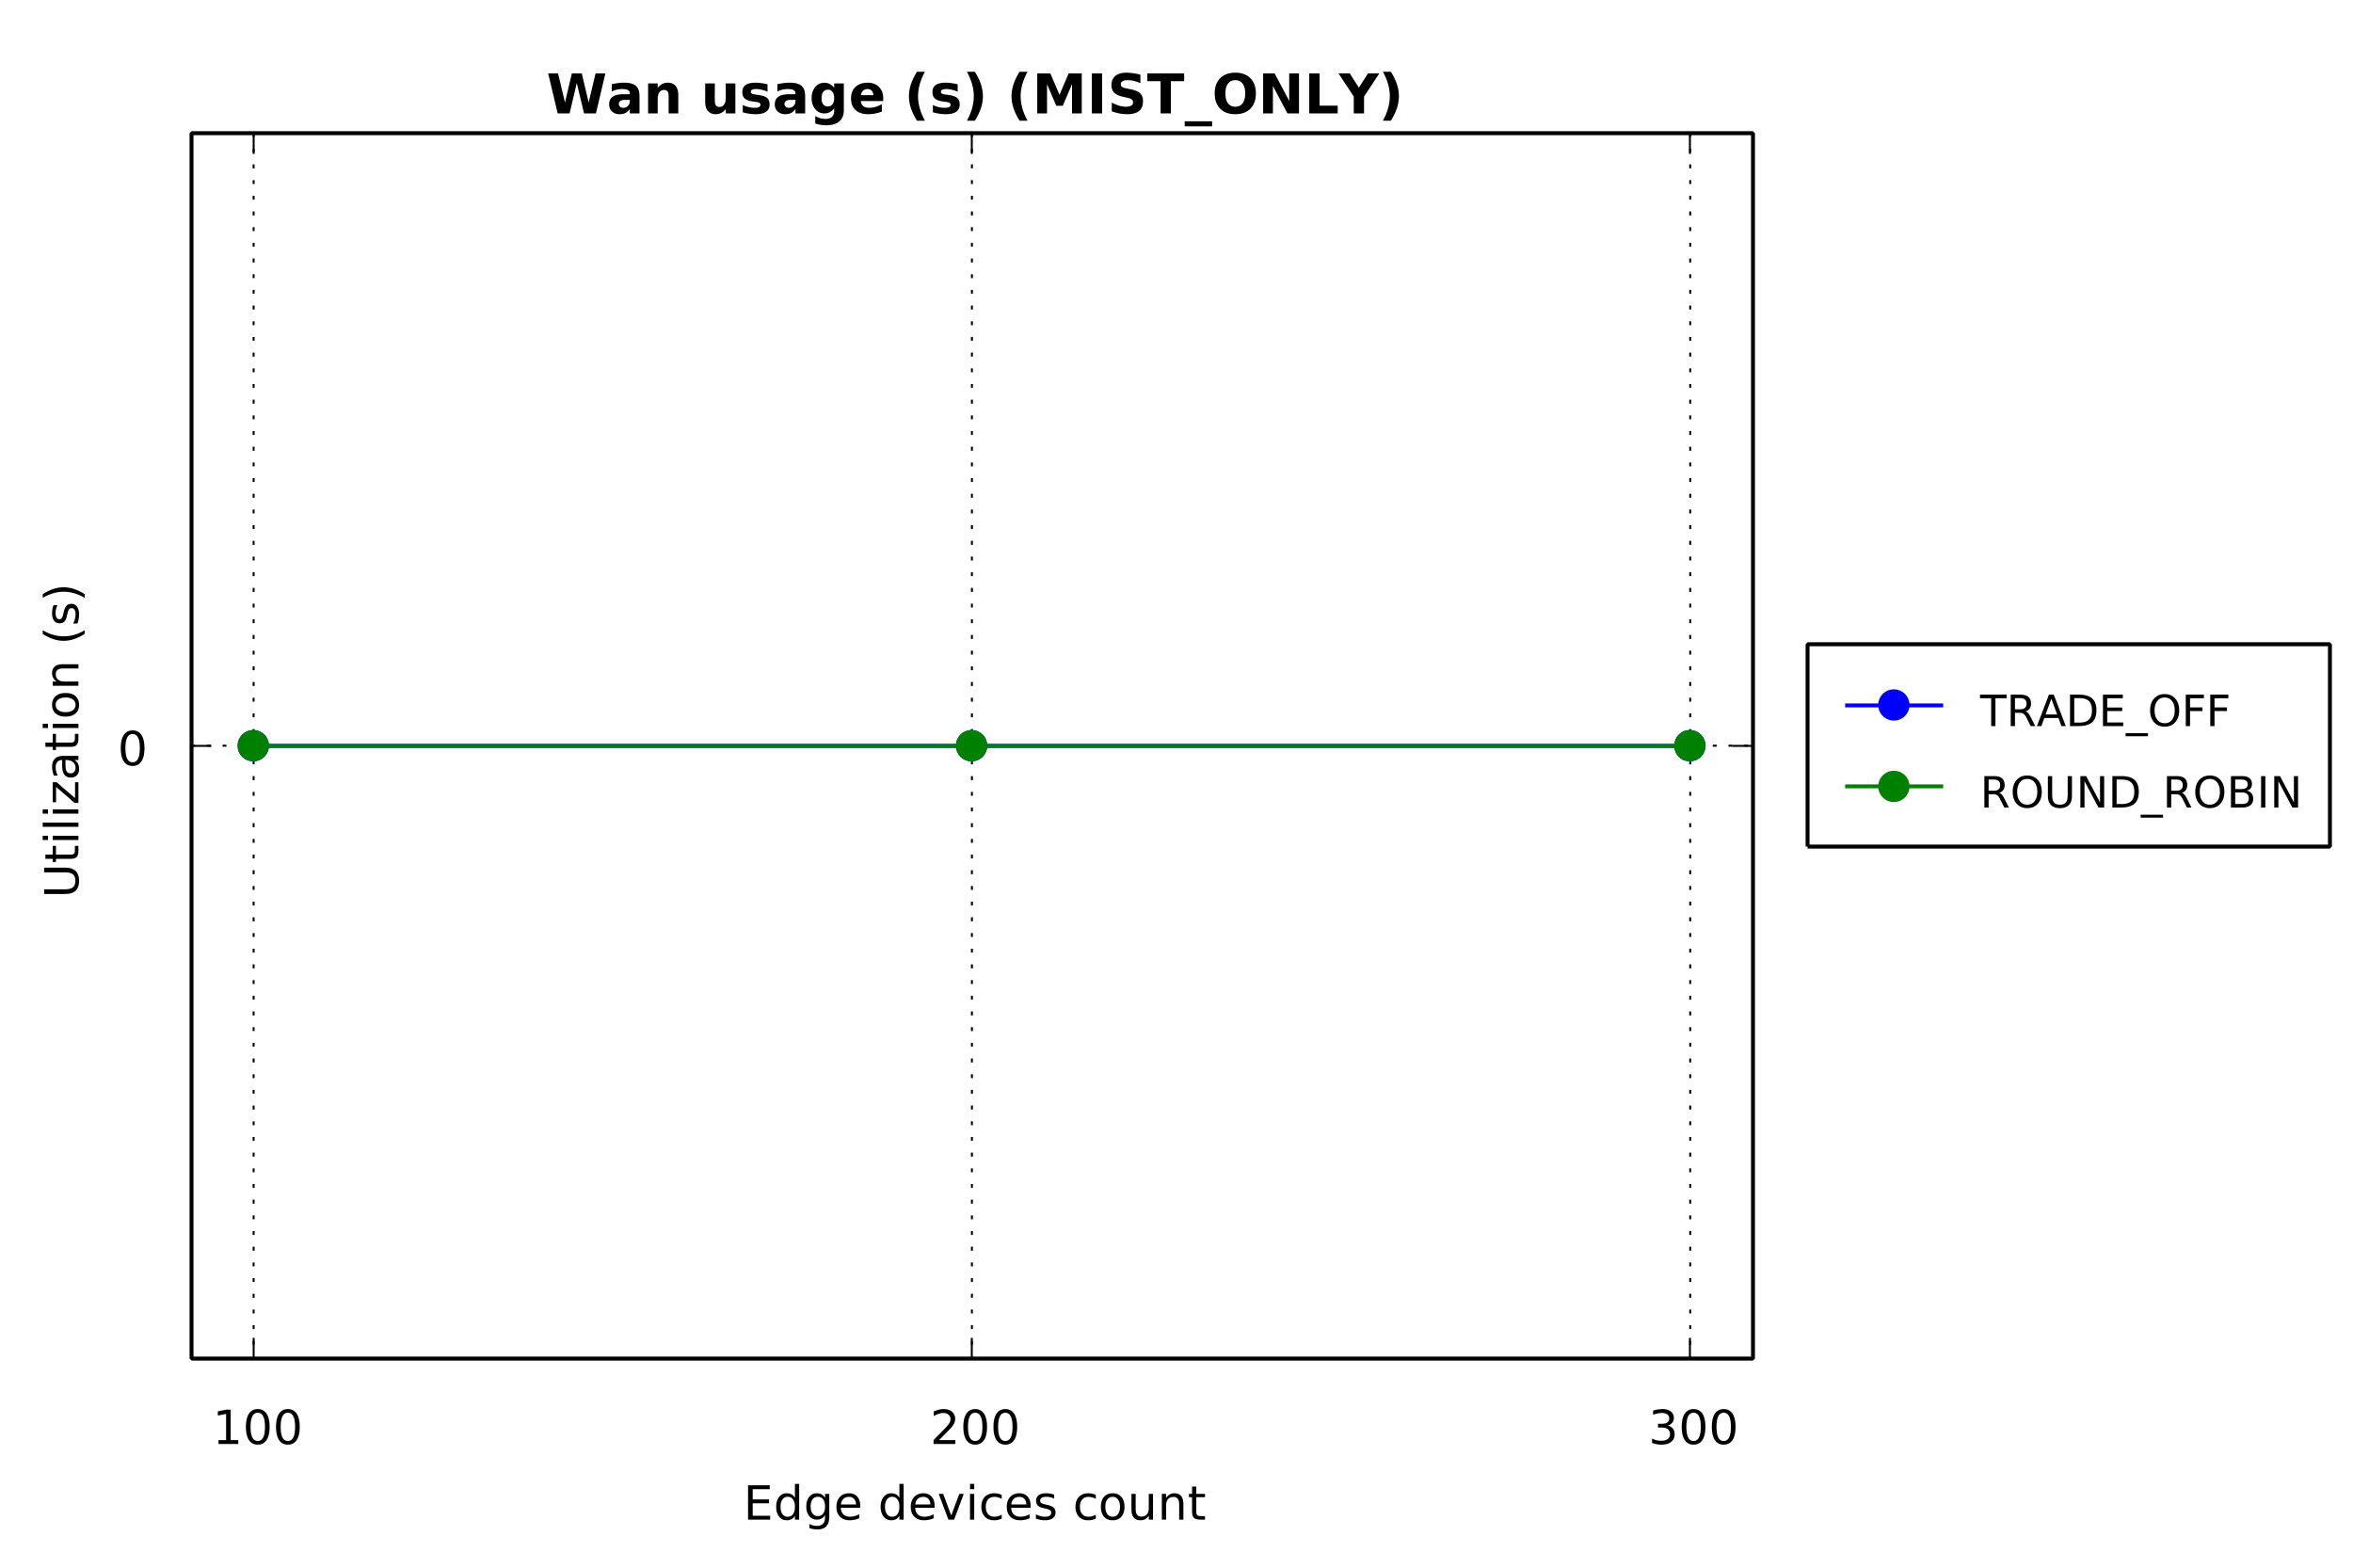 Wan usage (s) (MIST_ONLY)
Utilization (s)
0
TRADE_OFF
ROUND_ROBIN
100
200
300
Edge devices count